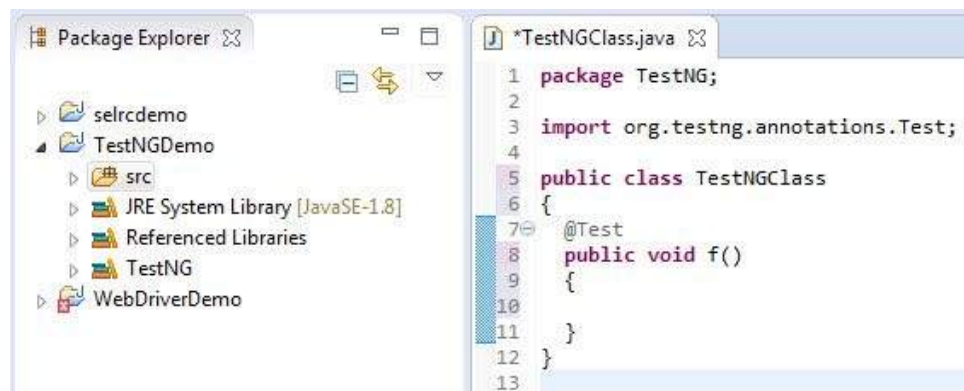 Package Explorer
selrcdemo
TestNGDemo
src
JRE System Library [JavaSE-1.8]
Referenced Libraries
TestNG
WebDriverDemo
*TestNGClass.java
1 package TestNG;
2
3 import org.testng.annotations.Test;
4
5 public class TestNGClass
6 {
7 @Test
8 public void f()
9 {
10
11 }
12 }
13